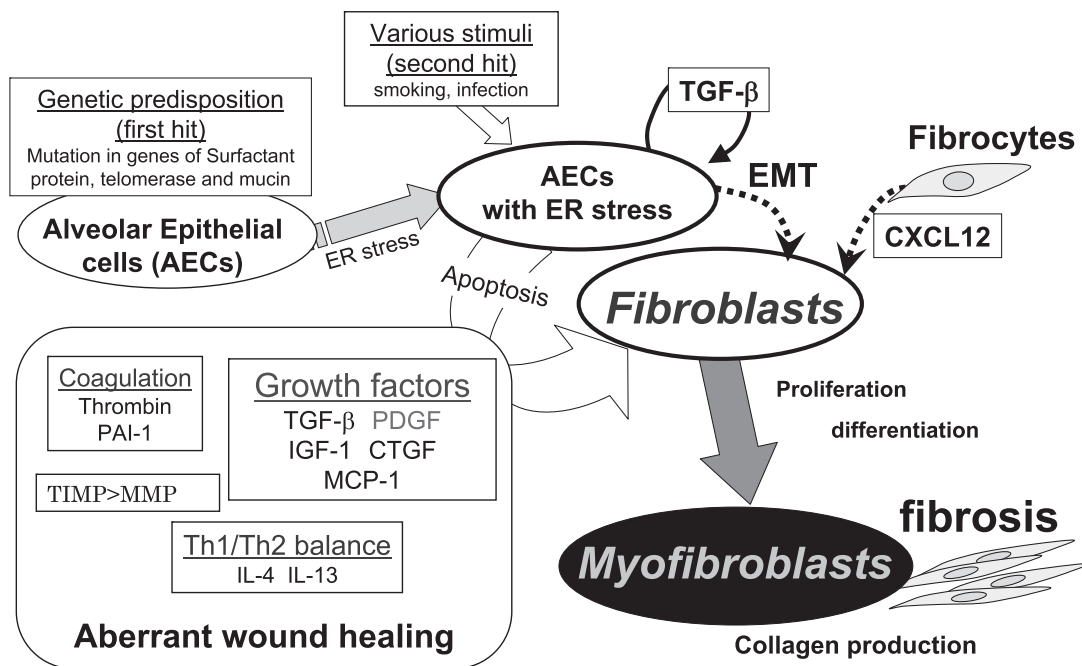 Various stimuli
(second hit)
smoking, infection
Genetic predisposition
(first hit)
Mutation in genes of Surfactant
protein, telomerase and mucin
Alveolar Epithelial
cells (AECs)
ER stress
AECs
with ER stress
TGF-β
EMT
Fibrocytes
CXCL12
Apoptosis
Fibroblasts
Coagulation
Thrombin
PAI-1
Growth factors
TGF-β PDGF
IGF-1 CTGF
MCP-1
TIMP>MMP
Th1/Th2 balance
IL-4 IL-13
Aberrant wound healing
Proliferation
differentiation
Myofibroblasts
fibrosis
Collagen production